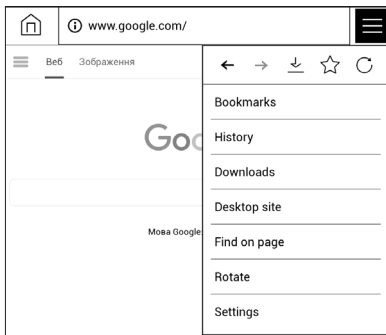 www.google.com/
Веб Зображення
Goo
Мова Google:
Bookmarks
History
Downloads
Desktop site
Find on page
Rotate
Settings